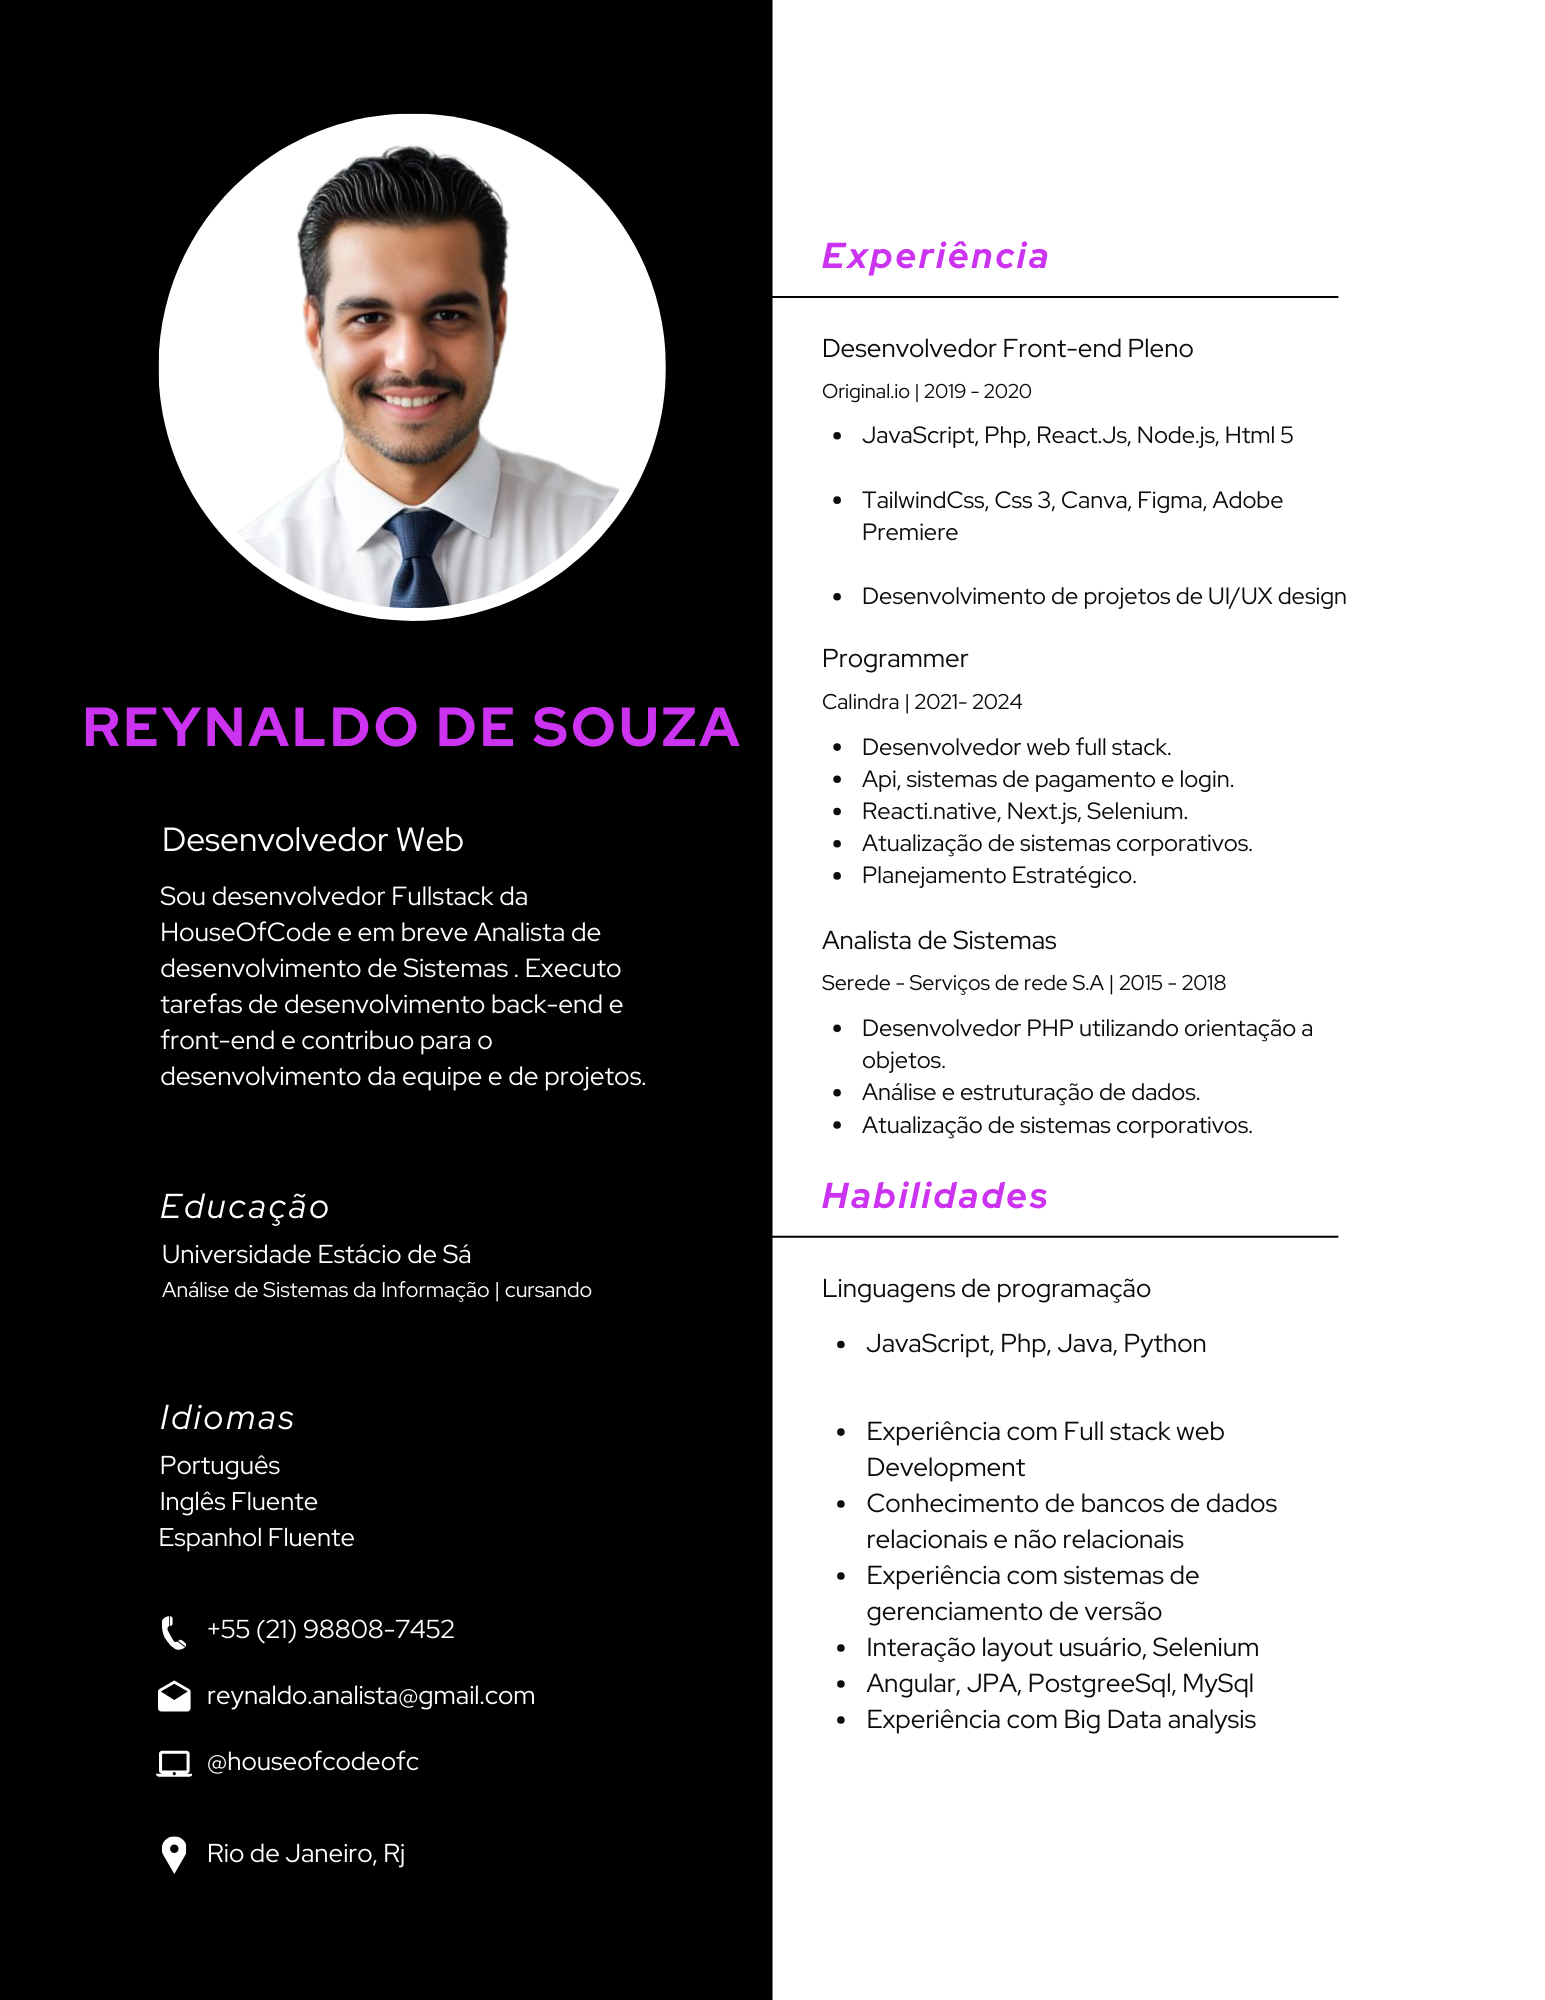 REYNALDO DE SOUZA
Desenvolvedor Web
Sou desenvolvedor Fullstack da
HouseOfCode e em breve Analista de
desenvolvimento de Sistemas . Executo
tarefas de desenvolvimento back-end e
front-end e contribuo para o
desenvolvimento da equipe e de projetos.
Educação
Universidade Estácio de Sá
Análise de Sistemas da Informação | cursando
Idiomas
Português
Inglês Fluente
Espanhol Fluente
+55 (21) 98808-7452
reynaldo.analista@gmail.com
@houseofcodeofc
Rio de Janeiro, Rj
Experiência
Desenvolvedor Front-end Pleno
Original.io | 2019 - 2020
• JavaScript, Php, React.Js, Node.js, Html 5
• TailwindCss, Css 3, Canva, Figma, Adobe
Premiere
• Desenvolvimento de projetos de UI/UX design
Programmer
Calindra | 2021- 2024
• Desenvolvedor web full stack.
• Api, sistemas de pagamento e login.
• Reacti.native, Next.js, Selenium.
• Atualização de sistemas corporativos.
• Planejamento Estratégico.
Analista de Sistemas
Serede - Serviços de rede S.A | 2015 - 2018
• Desenvolvedor PHP utilizando orientação a
objetos.
• Análise e estruturação de dados.
• Atualização de sistemas corporativos.
Habilidades
Linguagens de programação
• JavaScript, Php, Java, Python
• Experiência com Full stack web
Development
• Conhecimento de bancos de dados
relacionais e não relacionais
• Experiência com sistemas de
gerenciamento de versão
• Interação layout usuário, Selenium
• Angular, JPA, PostgreeSql, MySql
• Experiência com Big Data analysis